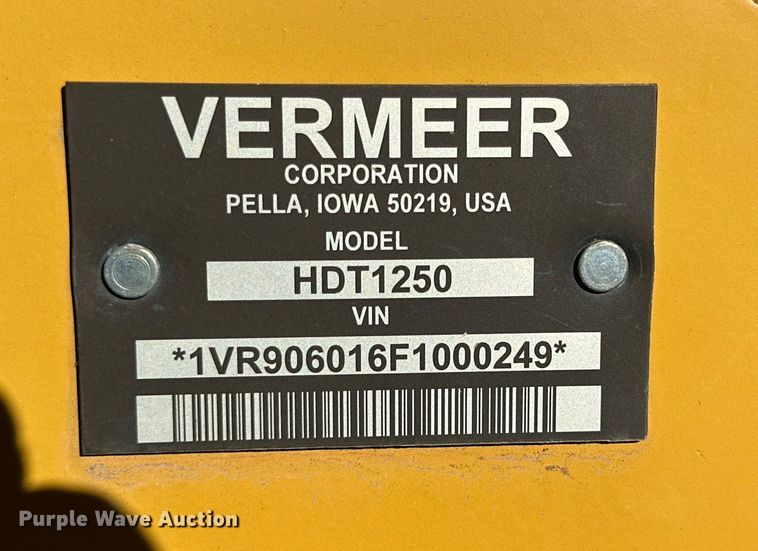 VERMEER
CORPORATION
PELLA, IOWA 50219, USA
MODEL
HDT1250
VIN
*1VR906016F1000249*
Purple Wave Auction